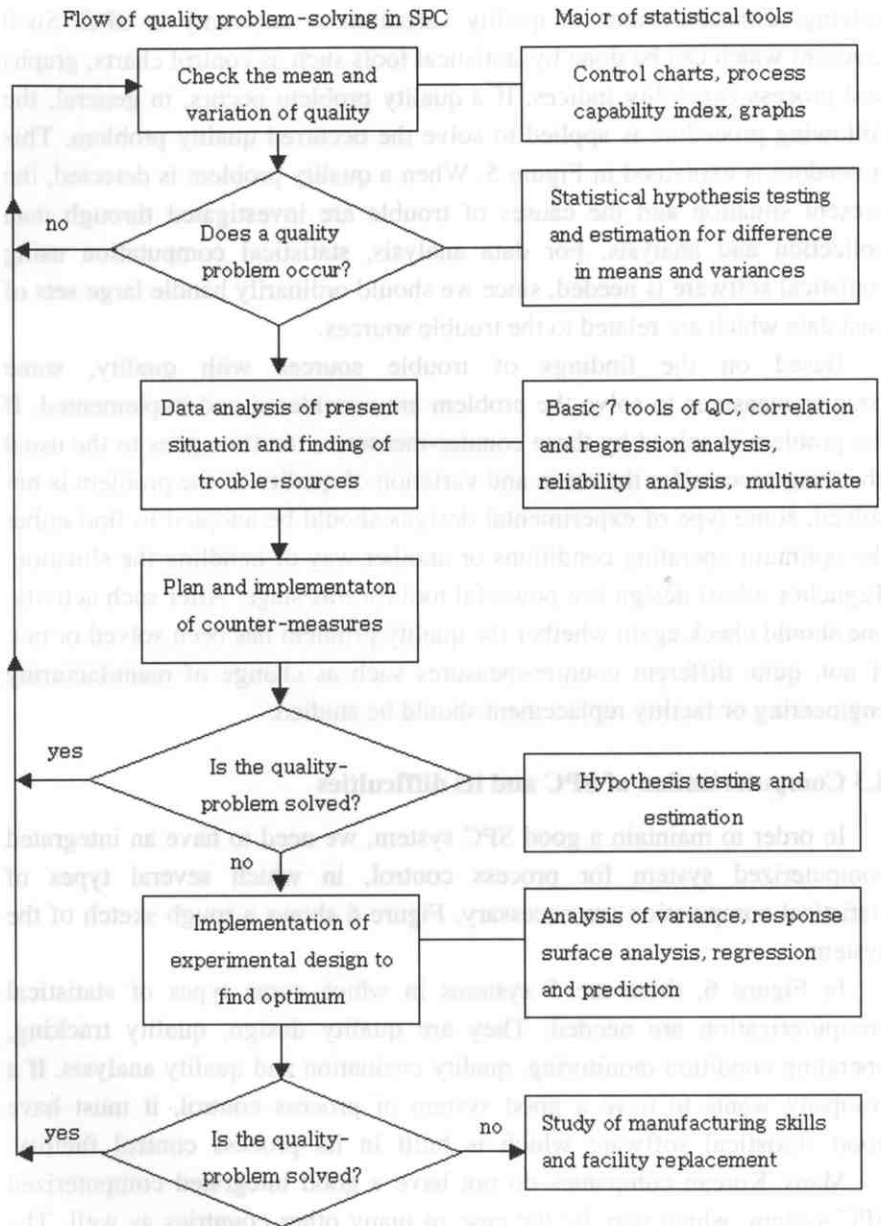 Flow of quality problem-solving in SPC
Major of statistical tools
Check the mean and
variation of quality
Control charts, process
capability index, graphs
no
Does a quality
problem occur?
Statistical hypothesis testing
and estimation for difference
in means and variances
Data analysis of present
situation and finding of
trouble-sources
Basic 7 tools of QC, correlation
and regression analysis,
reliability analysis, multivariate
Plan and implementaton
of counter-measures
yes
Is the quality-
problem solved?
Hypothesis testing and
estimation
no
Implementation of
experimental design to
find optimum
Analysis of variance, response
surface analysis, regression
and prediction
yes
Is the quality-
problem solved?
no
Study of manufacturing skills
and facility replacement